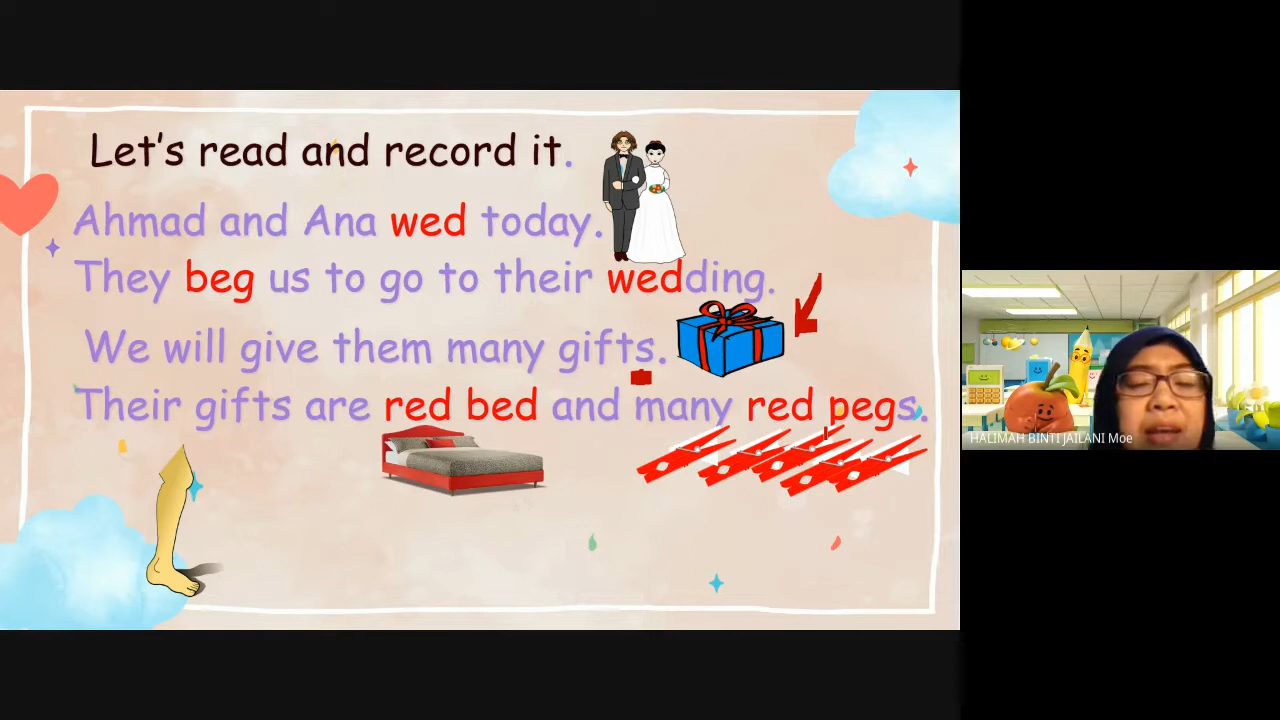 Let's read and record it.
Ahmad and Ana wed today.
They beg us to go to their wedding.
We will give them many gifts.
Their gifts are red bed and many red pegs.
HALIMAH BINTI JAILANI Moe